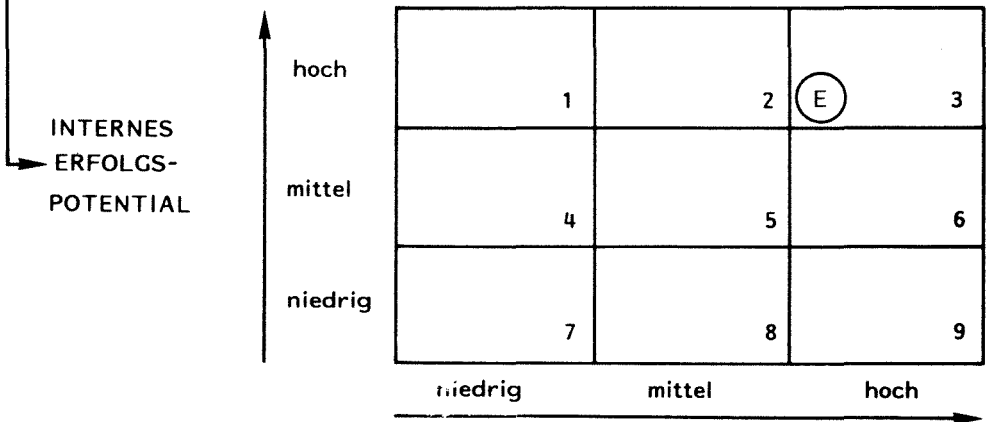 hoch
1 2 E 3
INTERNES
ERFOLGS-
POTENTIAL
mittel
4 5 6
niedrig
7 8 9
niedrig mittel hoch